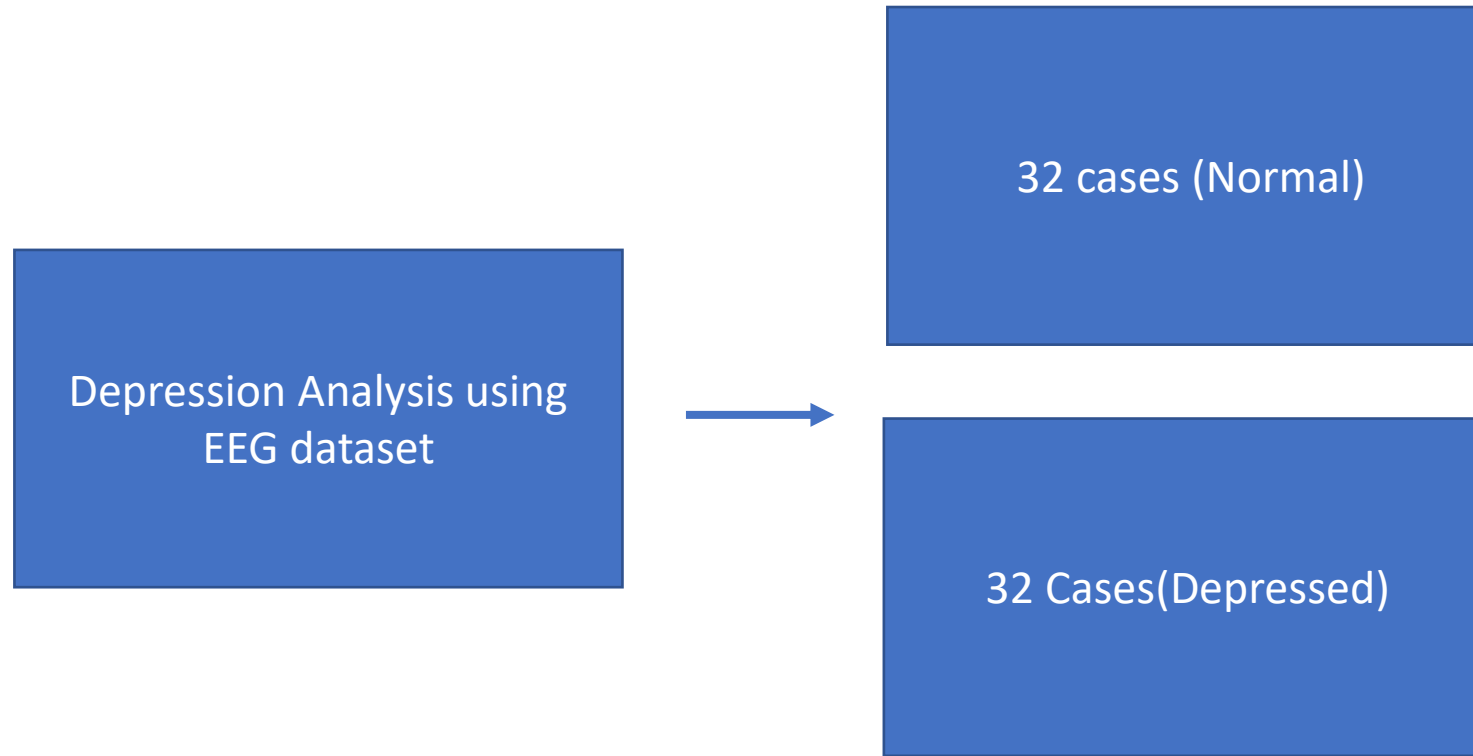 32 cases (Normal)
Depression Analysis using
EEG dataset
32 Cases(Depressed)